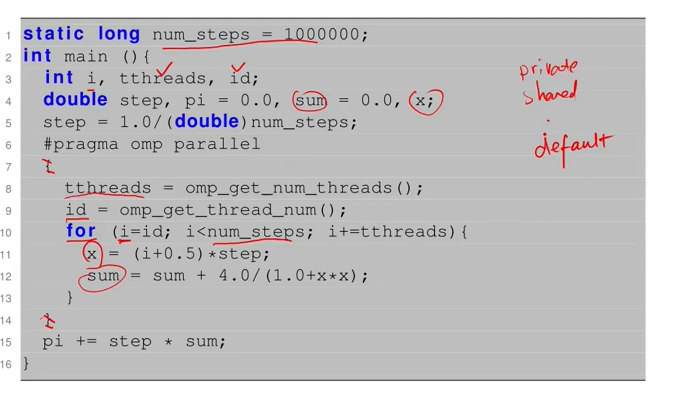 1 static long num_steps = 1000000;
2 int main (){
3 int i, tthreads, id;
4 double step, pi = 0.0, sum = 0.0, x;
5 step = 1.0/(double)num_steps;
6 #pragma omp parallel
7 {
8 tthreads = omp_get_num_threads();
9 id = omp_get_thread_num();
10 for (i=id; i<num_steps; i+=tthreads){
11 x = (i+0.5)*step;
12 sum = sum + 4.0/(1.0+x*x);
13 }
14 }
15 pi += step * sum;
16 }
private
shared
default